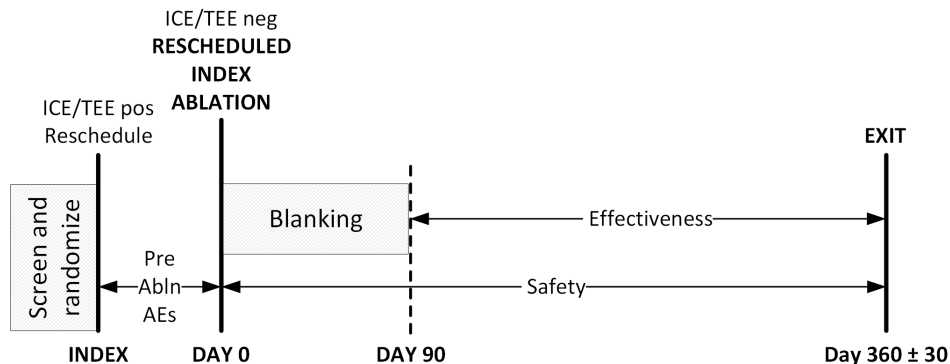 ICE/TEE neg
RESCHEDULED
INDEX
ABLATION
ICE/TEE pos
Reschedule
EXIT
Screen and
randomize
Blanking
Effectiveness
Pre
Abln
AEs
Safety
INDEX
DAY 0
DAY 90
Day 360 ± 30